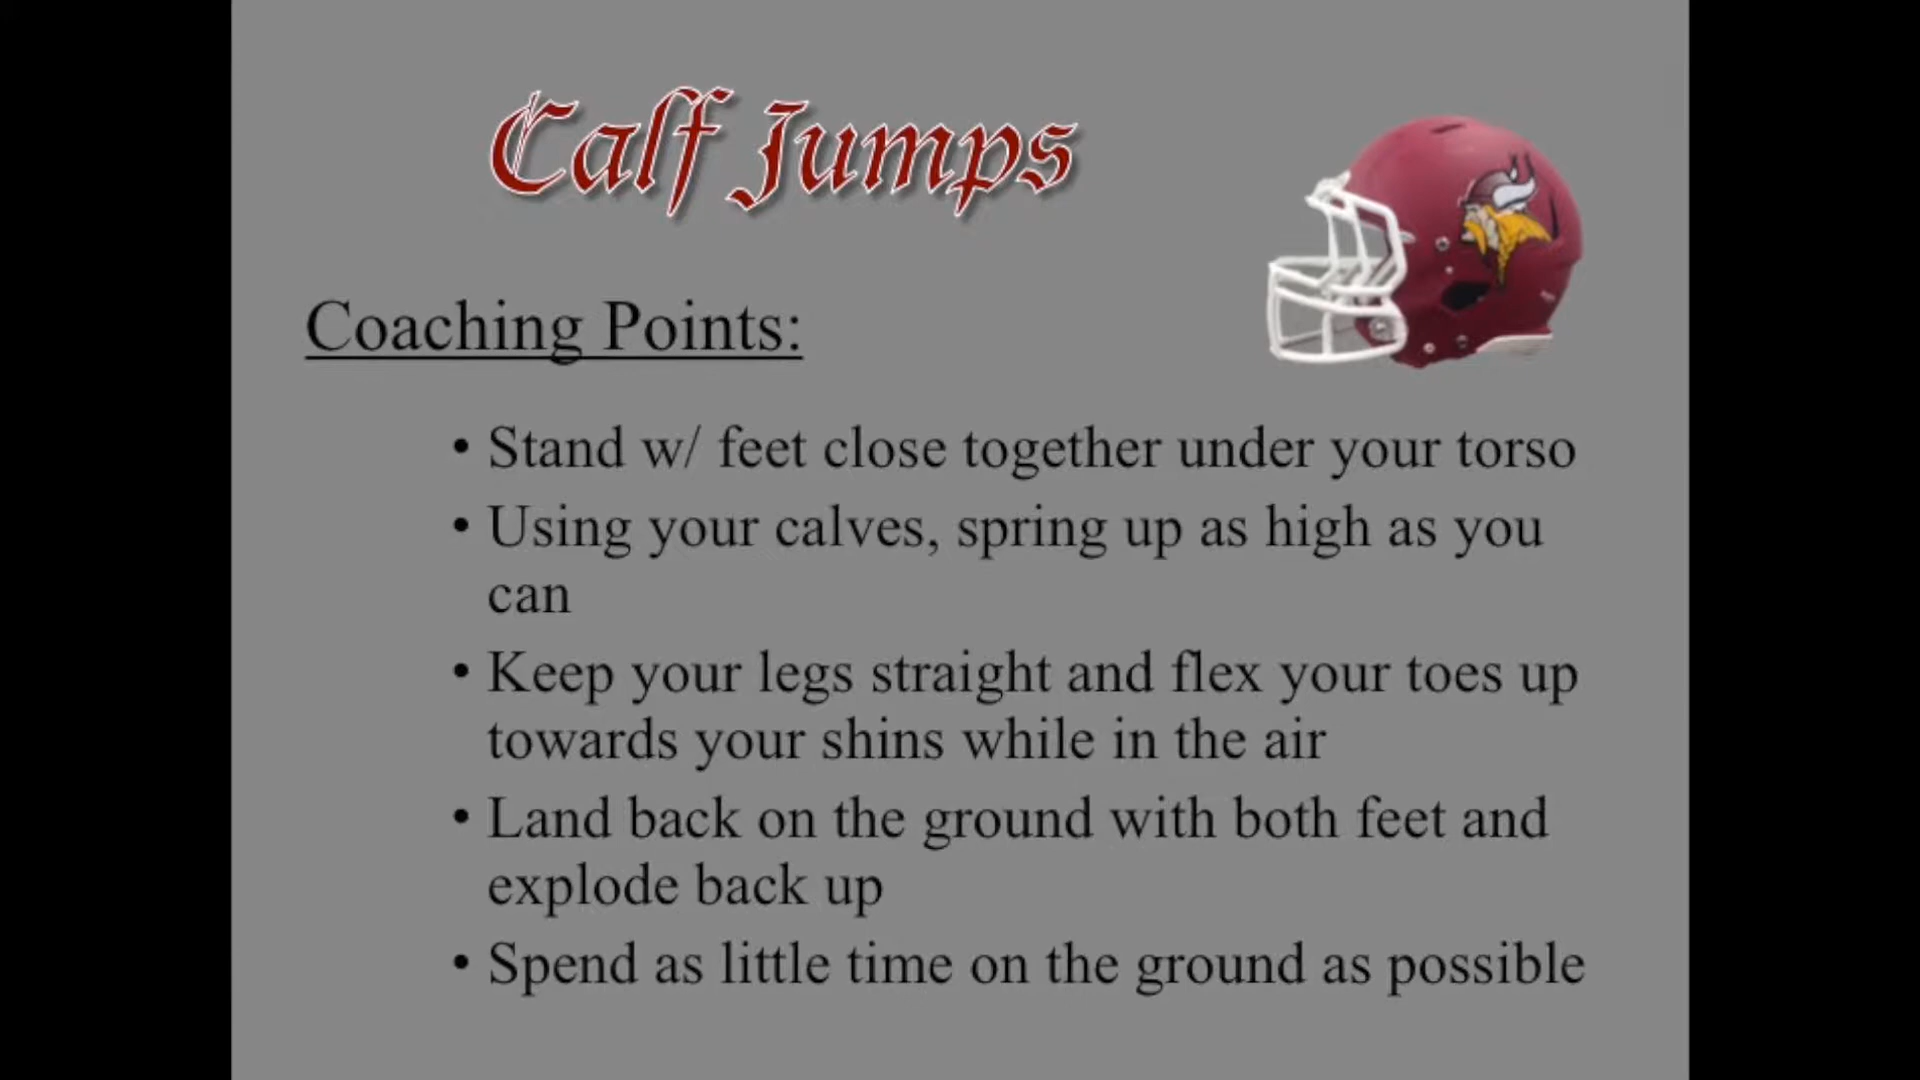 Calf Jumps
Coaching Points:
• Stand w/ feet close together under your torso
• Using your calves, spring up as high as you
can
• Keep your legs straight and flex your toes up
towards your shins while in the air
• Land back on the ground with both feet and
explode back up
• Spend as little time on the ground as possible